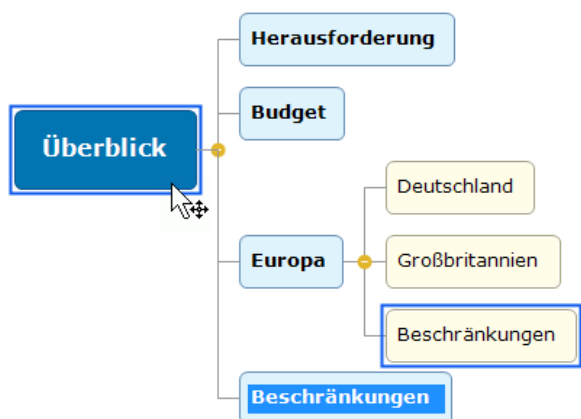 Herausforderung
Budget
Überblick
Deutschland
Großbritannien
Europa
Beschränkungen
Beschränkungen